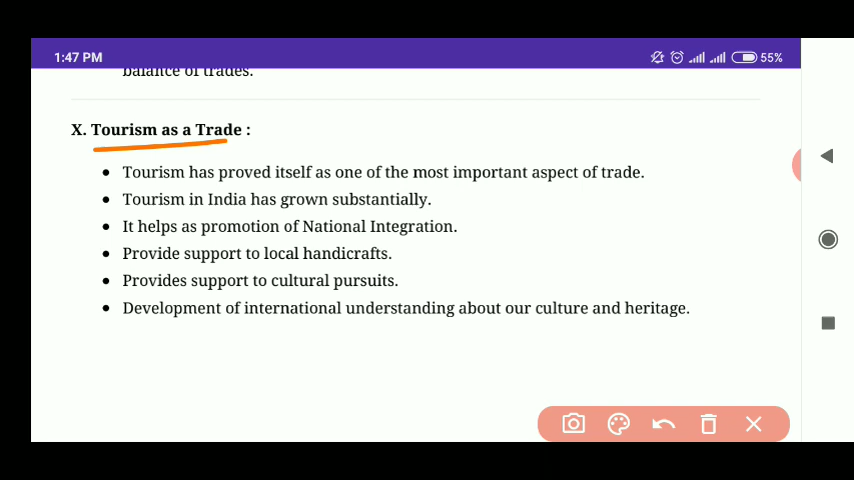 1:47 PM 55%
balance of trades.
X. Tourism as a Trade :
• Tourism has proved itself as one of the most important aspect of trade.
• Tourism in India has grown substantially.
• It helps as promotion of National Integration.
• Provide support to local handicrafts.
• Provides support to cultural pursuits.
• Development of international understanding about our culture and heritage.